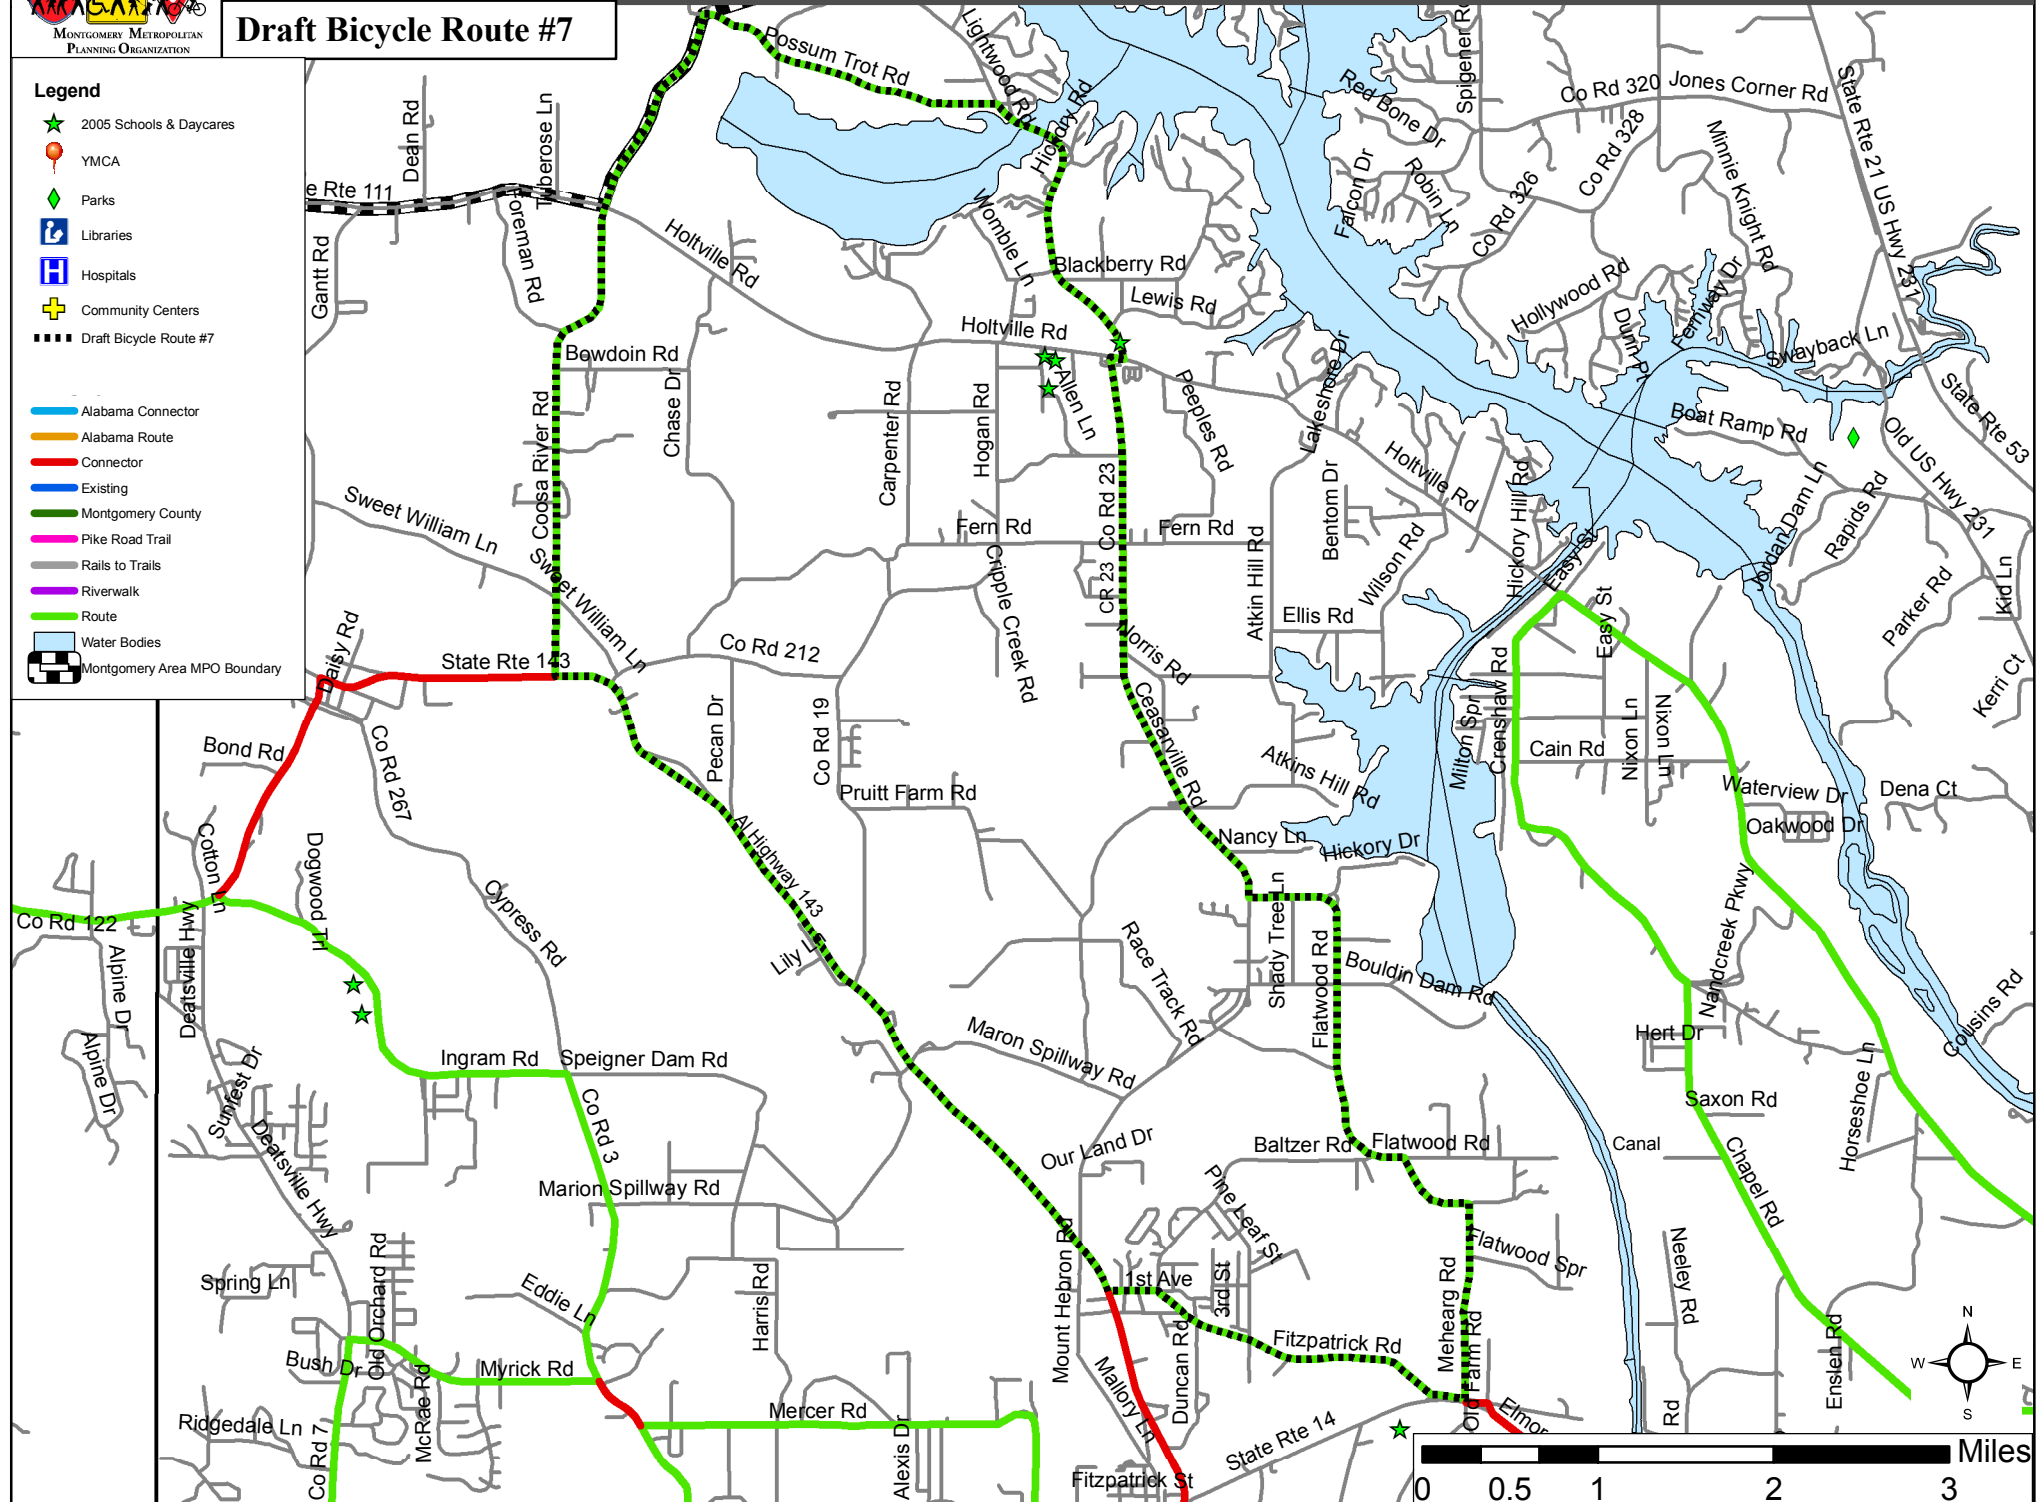 MONTGOMERY METROPOLITAN
PLANNING ORGANIZATION
Draft Bicycle Route #7
Legend
2005 Schools & Daycares
YMCA
Parks
Libraries
H
Hospitals
Community Centers
Draft Bicycle Route #7
Alabama Connector
Alabama Route
Connector
Existing
Montgomery County
Pike Road Trail
Rails to Trails
Riverwalk
Route
Water Bodies
Montgomery Area MPO Boundary
Possum Trot Rd
Lightwood Rd
Hickory Rd
Red Bone Dr
Spigener Rd
Co Rd 320
Jones Corner Rd
State Rte 21 US Hwy 231
Dean Rd
Tuberose Ln
e Rte 111
Foreman Rd
Gantt Rd
Holtville Rd
Womble Ln
Blackberry Rd
Lewis Rd
Falcon Dr
Robin Ln
Co Rd 326
Co Rd 328
Minnie Knight Rd
Hollywood Rd
Dunn Pt
Ferryway Dr
Swayback Ln
Holtville Rd
Bowdoin Rd
Chase Dr
Coosa River Rd
Carpenter Rd
Hogan Rd
Allen Ln
Peeples Rd
Lakeshore Dr
Boat Ramp Rd
State Rte 53
Old US Hwy 231
Holtville Rd
Bentom Dr
Hickory Hill Rd
Jordan Dam Ln
Rapids Rd
Sweet William Ln
Sweet William Ln
Fern Rd
Co Rd 23
CR 23
Fern Rd
Atkin Hill Rd
Wilson Rd
Easy St
Easy St
Parker Rd
Kid Ln
Kerri Ct
Cripple Creek Rd
Ellis Rd
Norris Rd
Daisy Rd
State Rte 143
Co Rd 212
Co Rd 19
Pecan Dr
Ceasarville Rd
Milton Spr
Crenshaw Rd
Nixon Ln
Nixon Ln
Cain Rd
Bond Rd
Co Rd 267
Pruitt Farm Rd
Atkins Hill Rd
Waterview Dr
Dena Ct
Oakwood Dr
Cotton Ln
Dogwood Trl
Al Highway 143
Nancy Ln
Hickory Dr
Co Rd 122
Deatsville Hwy
Alpine Dr
Alpine Dr
Cypress Rd
Lily Ln
Race Track Rd
Shady Tree Ln
Flatwood Rd
Bouldin Dam Rd
Nandcreek Pkwy
Cousins Rd
Hert Dr
Horseshoe Ln
Saxon Rd
Sunfest Dr
Deatsville Hwy
Ingram Rd
Speigner Dam Rd
Maron Spillway Rd
Co Rd 3
Our Land Dr
Baltzer Rd
Flatwood Rd
Canal
Chapel Rd
Marion Spillway Rd
Pine Leaf St
Flatwood Spr
Neeley Rd
Spring Ln
Old Orchard Rd
Eddie Ln
Harris Rd
Mount Hebron Rd
1st Ave
3rd St
Mehearg Rd
Old Farm Rd
Fitzpatrick Rd
Enslen Rd
Bush Dr
Myrick Rd
McRae Rd
Mercer Rd
Mallory Ln
Duncan Rd
Ridgedale Ln
Co Rd 7
Alexis Dr
State Rte 14
Fitzpatrick St
Elmor
Rd
N
W
E
S
Miles
0 0.5 1 2 3